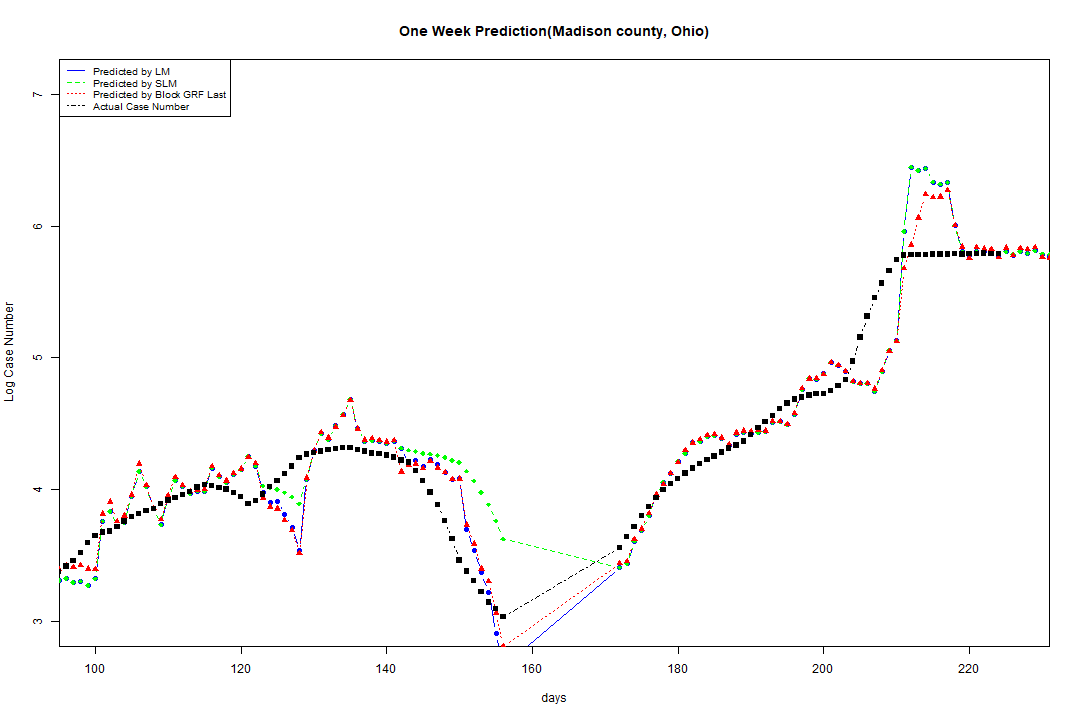 One Week Prediction(Madison county, Ohio)
Predicted by LM
Predicted by SLM
Predicted by Block GRF Last
Actual Case Number
7
6
5
4
3
Log Case Number
100 120 140 160 180 200 220
days